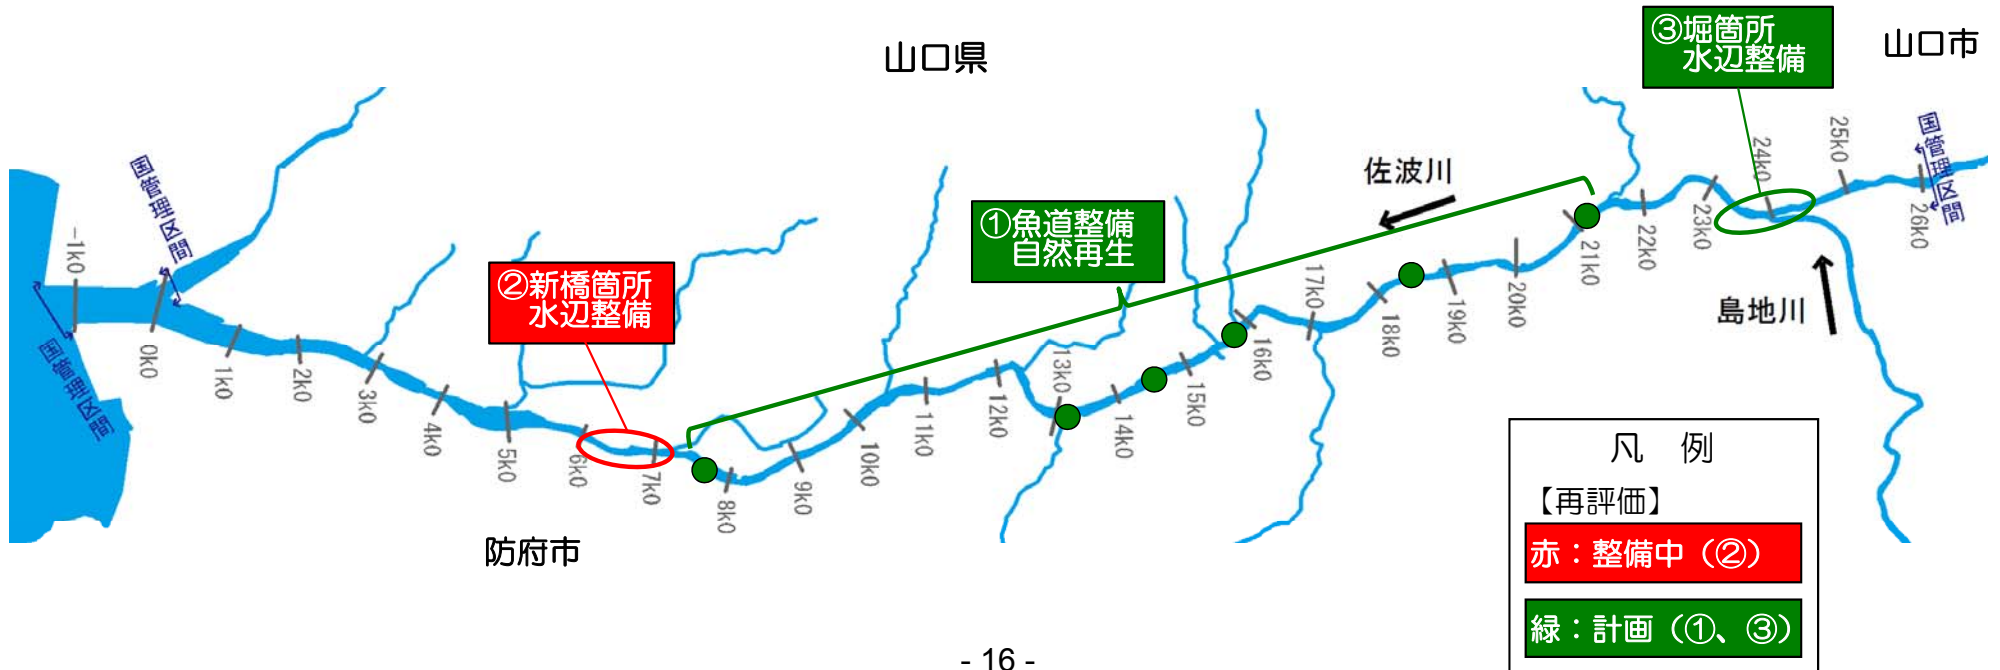 山口県
③堀箇所
水辺整備
山口市
国管理区間
佐波川
①魚道整備
自然再生
②新橋箇所
水辺整備
島地川
国管理区間
国管理区間
-1k0
0k0
1k0
2k0
3k0
4k0
5k0
6k0
7k0
8k0
9k0
10k0
11k0
12k0
13k0
14k0
15k0
16k0
17k0
18k0
19k0
20k0
21k0
22k0
23k0
24k0
25k0
26k0
防府市
凡 例
【再評価】
赤：整備中（②）
緑：計画（①、③）
- 16 -